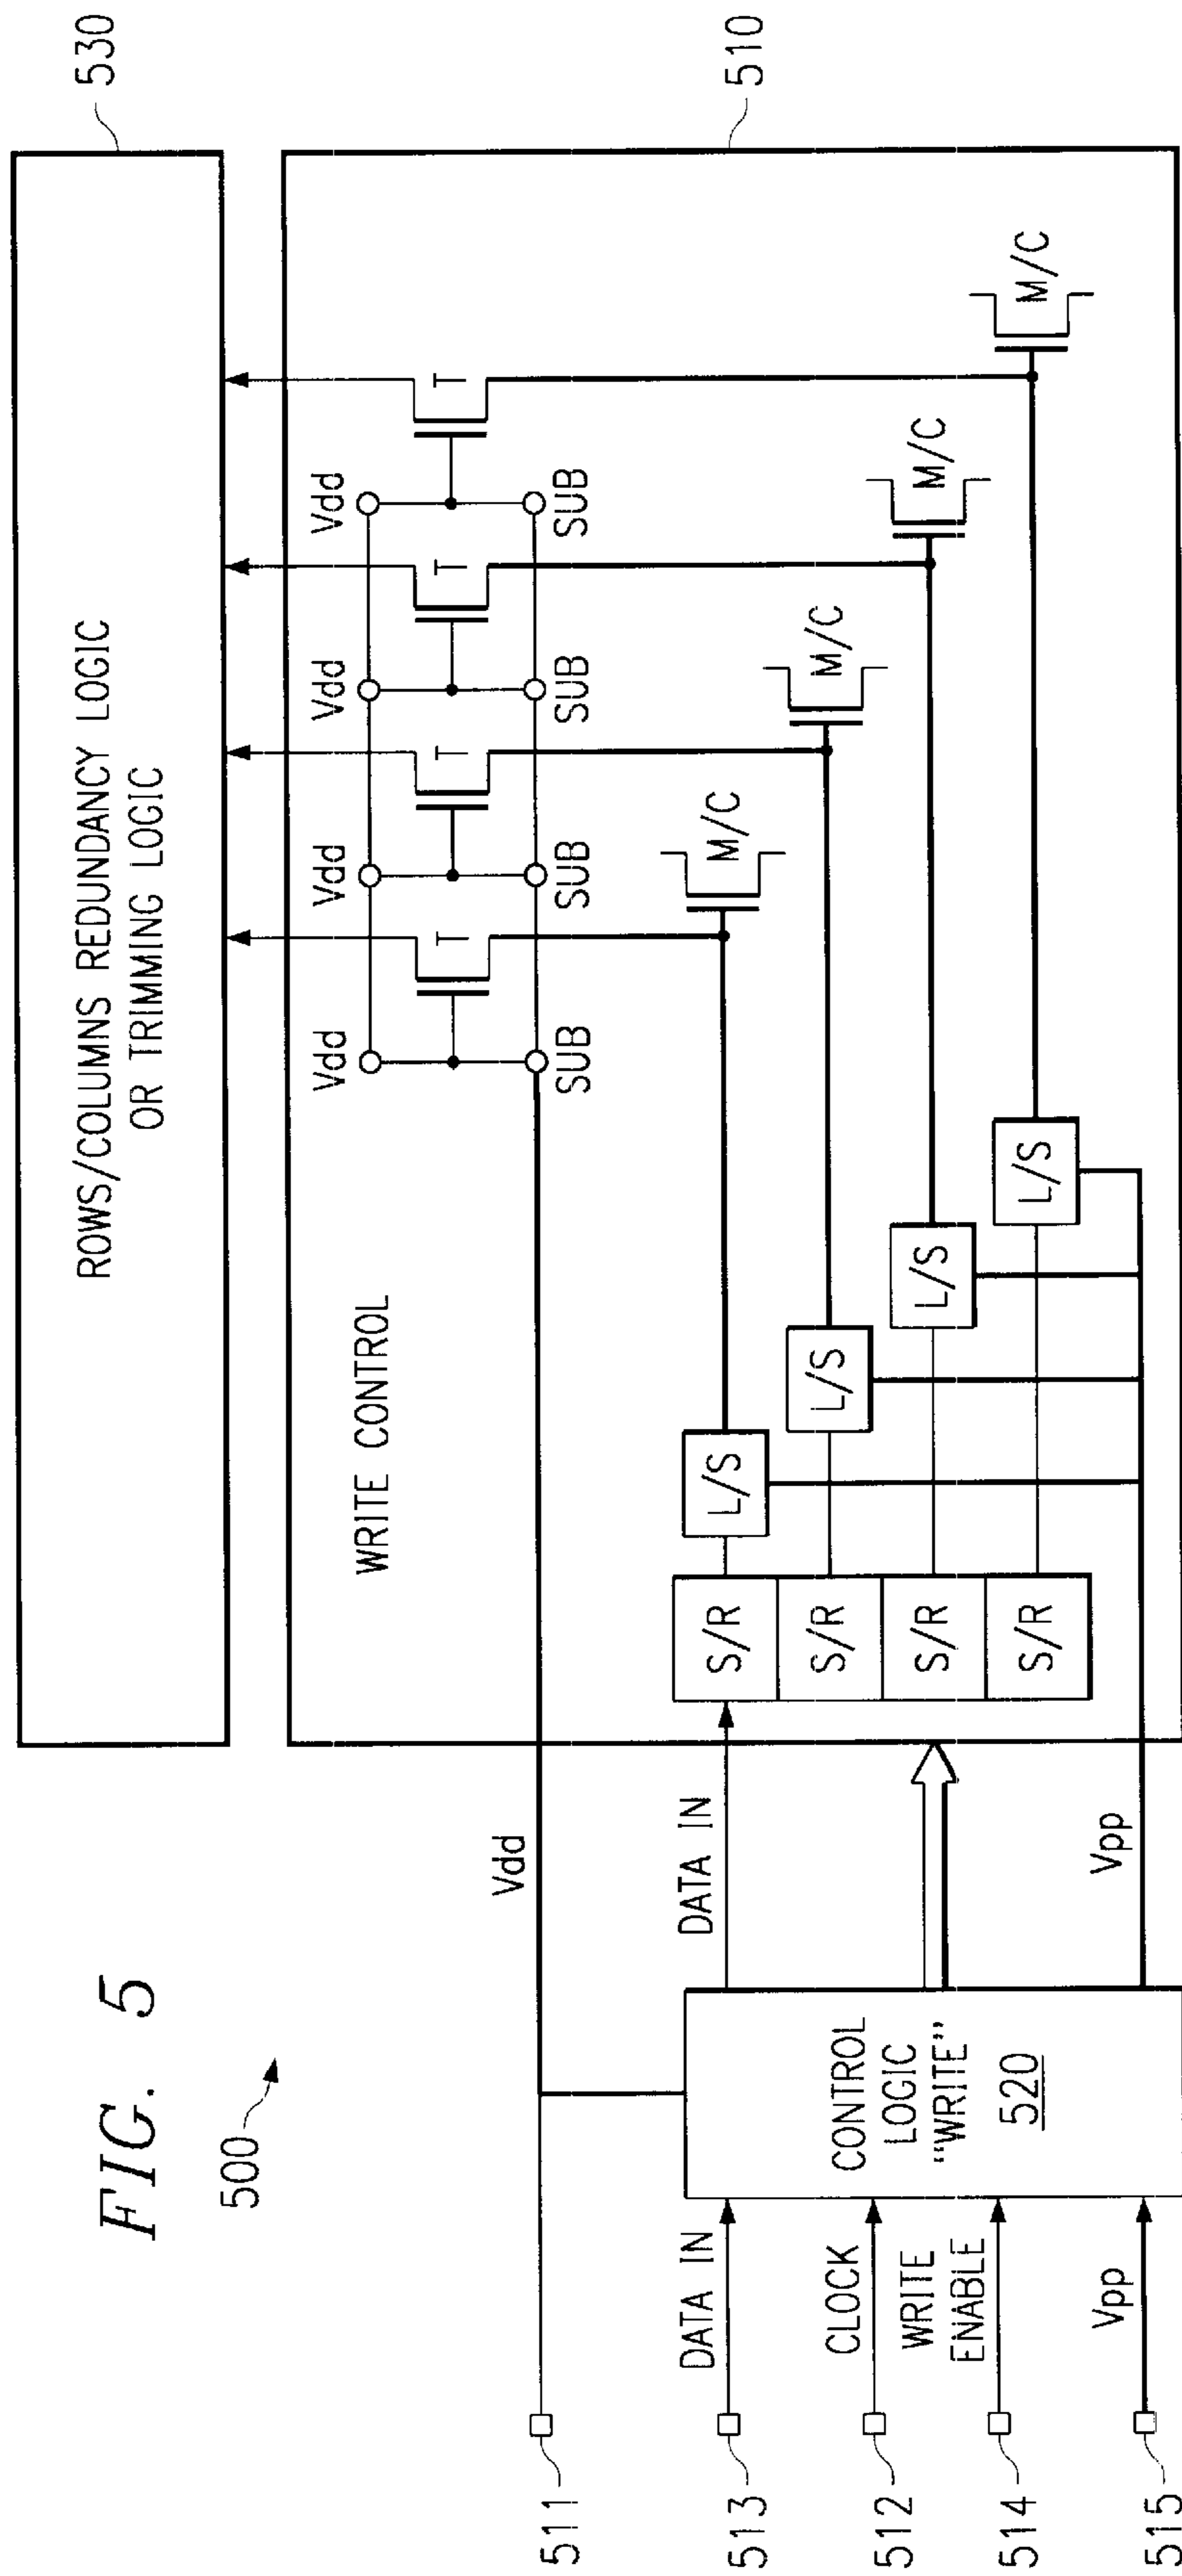 FIG. 5
500
530
ROWS/COLUMNS REDUNDANCY LOGIC
OR TRIMMING LOGIC
510
WRITE CONTROL
Vdd
Vdd
Vdd
Vdd
T
T
T
T
SUB
SUB
SUB
SUB
M/C
M/C
M/C
M/C
L/S
L/S
L/S
L/S
S/R
S/R
S/R
S/R
Vdd
DATA IN
Vpp
CONTROL
LOGIC
"WRITE"
520
DATA IN
CLOCK
WRITE
ENABLE
Vpp
511
513
512
514
515